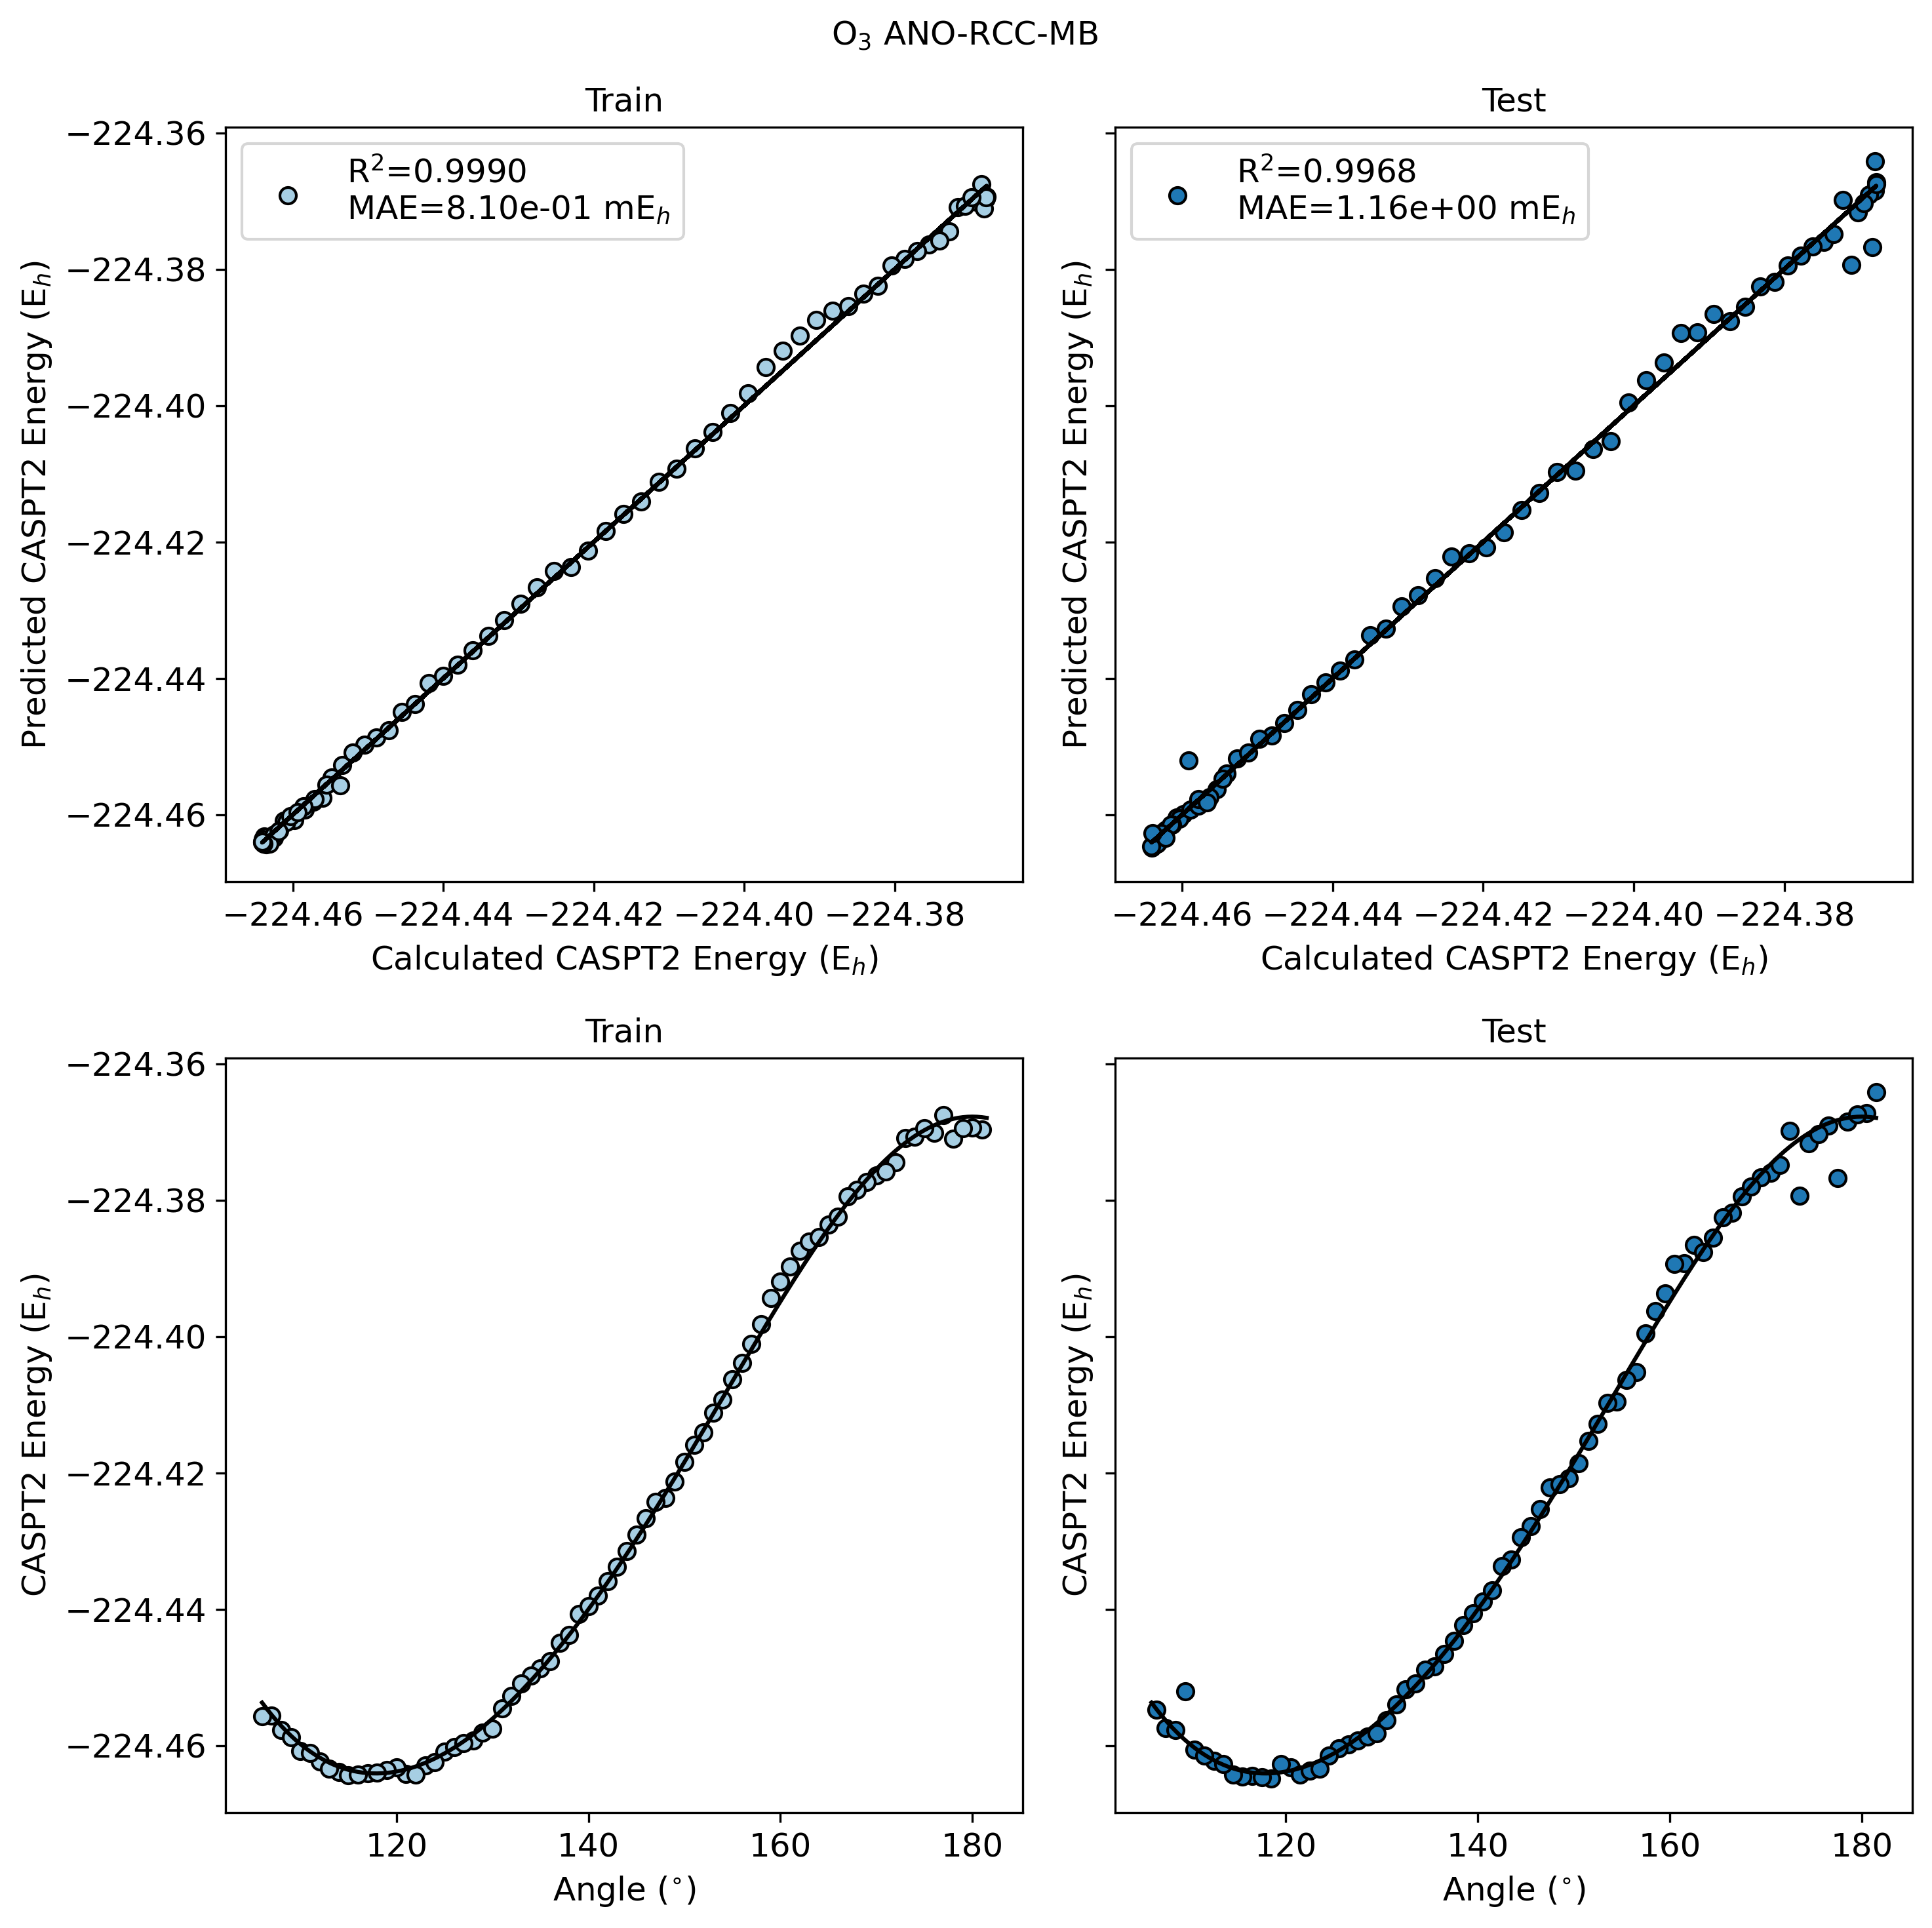 O₃ ANO-RCC-MB
Train
Test
−224.36
−224.38
−224.40
−224.42
−224.44
−224.46
Predicted CASPT2 Energy (Eₕ)
R²=0.9990
MAE=8.10e-01 mEₕ
−224.46 −224.44 −224.42 −224.40 −224.38
Calculated CASPT2 Energy (Eₕ)
Predicted CASPT2 Energy (Eₕ)
R²=0.9968
MAE=1.16e+00 mEₕ
−224.46 −224.44 −224.42 −224.40 −224.38
Calculated CASPT2 Energy (Eₕ)
Train
Test
−224.36
−224.38
−224.40
−224.42
−224.44
−224.46
CASPT2 Energy (Eₕ)
120 140 160 180
Angle (°)
CASPT2 Energy (Eₕ)
120 140 160 180
Angle (°)